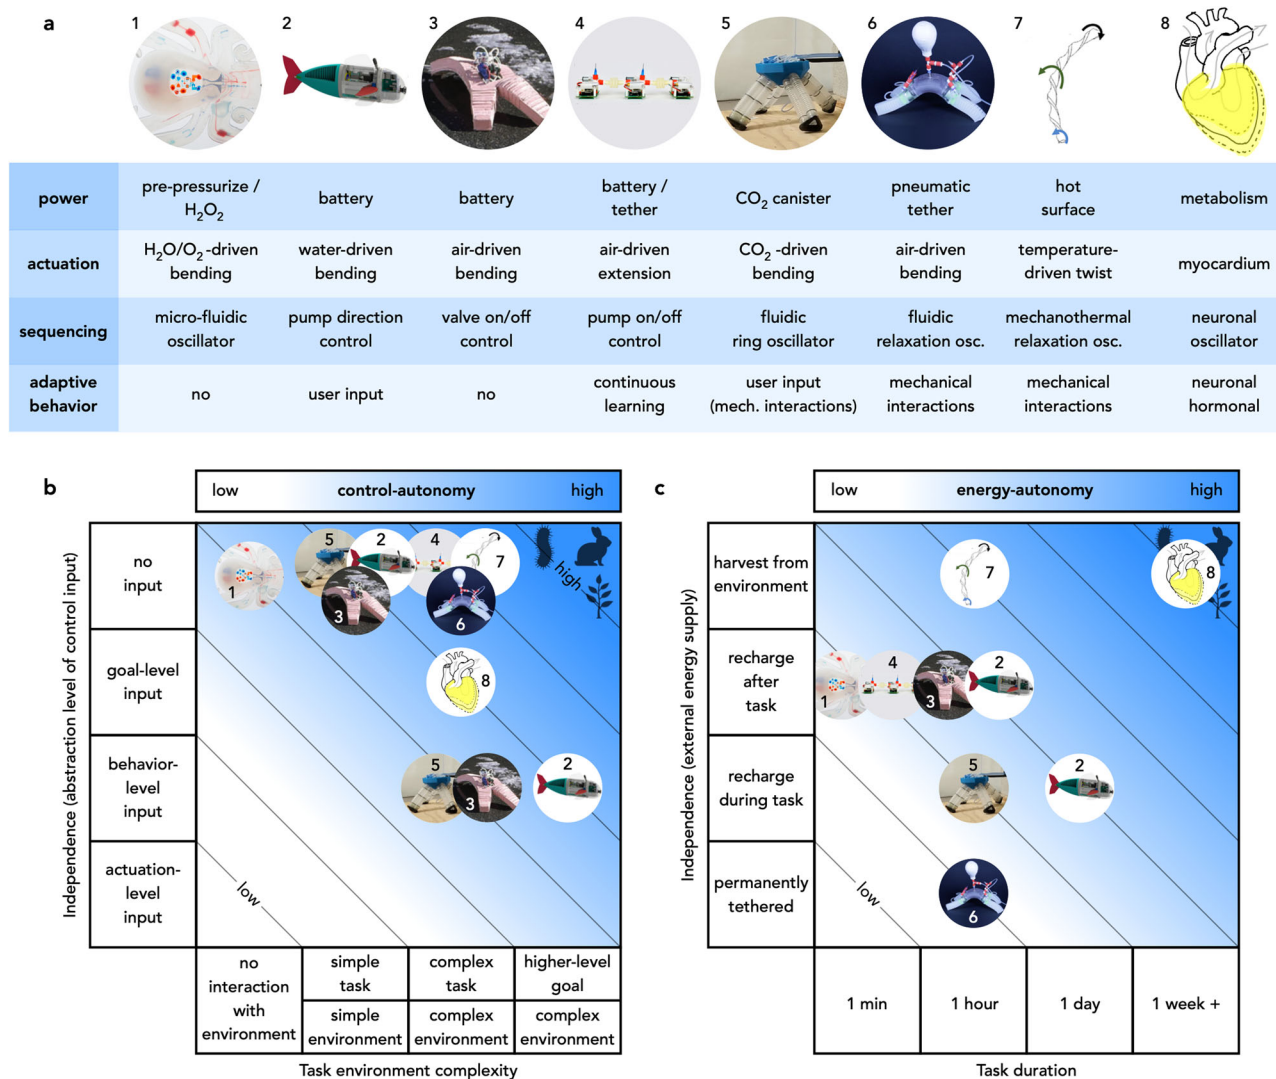 a
1 2 3 4 5 6 7 8
power
pre-pressurize /
H₂O₂
battery
battery
battery /
tether
CO₂ canister
pneumatic
tether
hot
surface
metabolism
actuation
H₂O/O₂ -driven
bending
water-driven
bending
air-driven
bending
air-driven
extension
CO₂ -driven
bending
air-driven
bending
temperature-
driven twist
myocardium
sequencing
micro-fluidic
oscillator
pump direction
control
valve on/off
control
pump on/off
control
fluidic
ring oscillator
fluidic
relaxation osc.
mechanothermal
relaxation osc.
neuronal
oscillator
adaptive
behavior
no
user input
no
continuous
learning
user input
(mech. interactions)
mechanical
interactions
mechanical
interactions
neuronal
hormonal
b
low control-autonomy high
Independence (abstraction level of control input)
no
input
goal-level
input
behavior-
level
input
actuation-
level
input
1
5
2
4
7
3
6
high
8
5
3
2
low
no
interaction
with
environment
simple
task
simple
environment
complex
task
complex
environment
higher-level
goal
complex
environment
Task environment complexity
c
low energy-autonomy high
Independence (external energy supply)
harvest from
environment
recharge
after
task
recharge
during task
permanently
tethered
7
8
1
4
3
2
5
2
6
low
1 min
1 hour
1 day
1 week +
Task duration